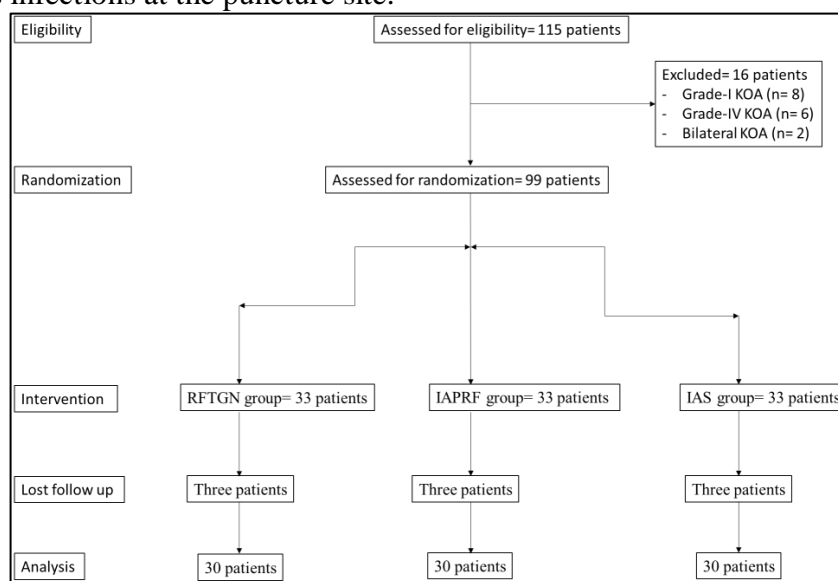 infections at the puncture site.
Eligibility
Assessed for eligibility= 115 patients
Excluded= 16 patients
- Grade-I KOA (n= 8)
- Grade-IV KOA (n= 6)
- Bilateral KOA (n= 2)
Randomization
Assessed for randomization= 99 patients
Intervention
RFTGN group= 33 patients
IAPRF group= 33 patients
IAS group= 33 patients
Lost follow up
Three patients
Three patients
Three patients
Analysis
30 patients
30 patients
30 patients